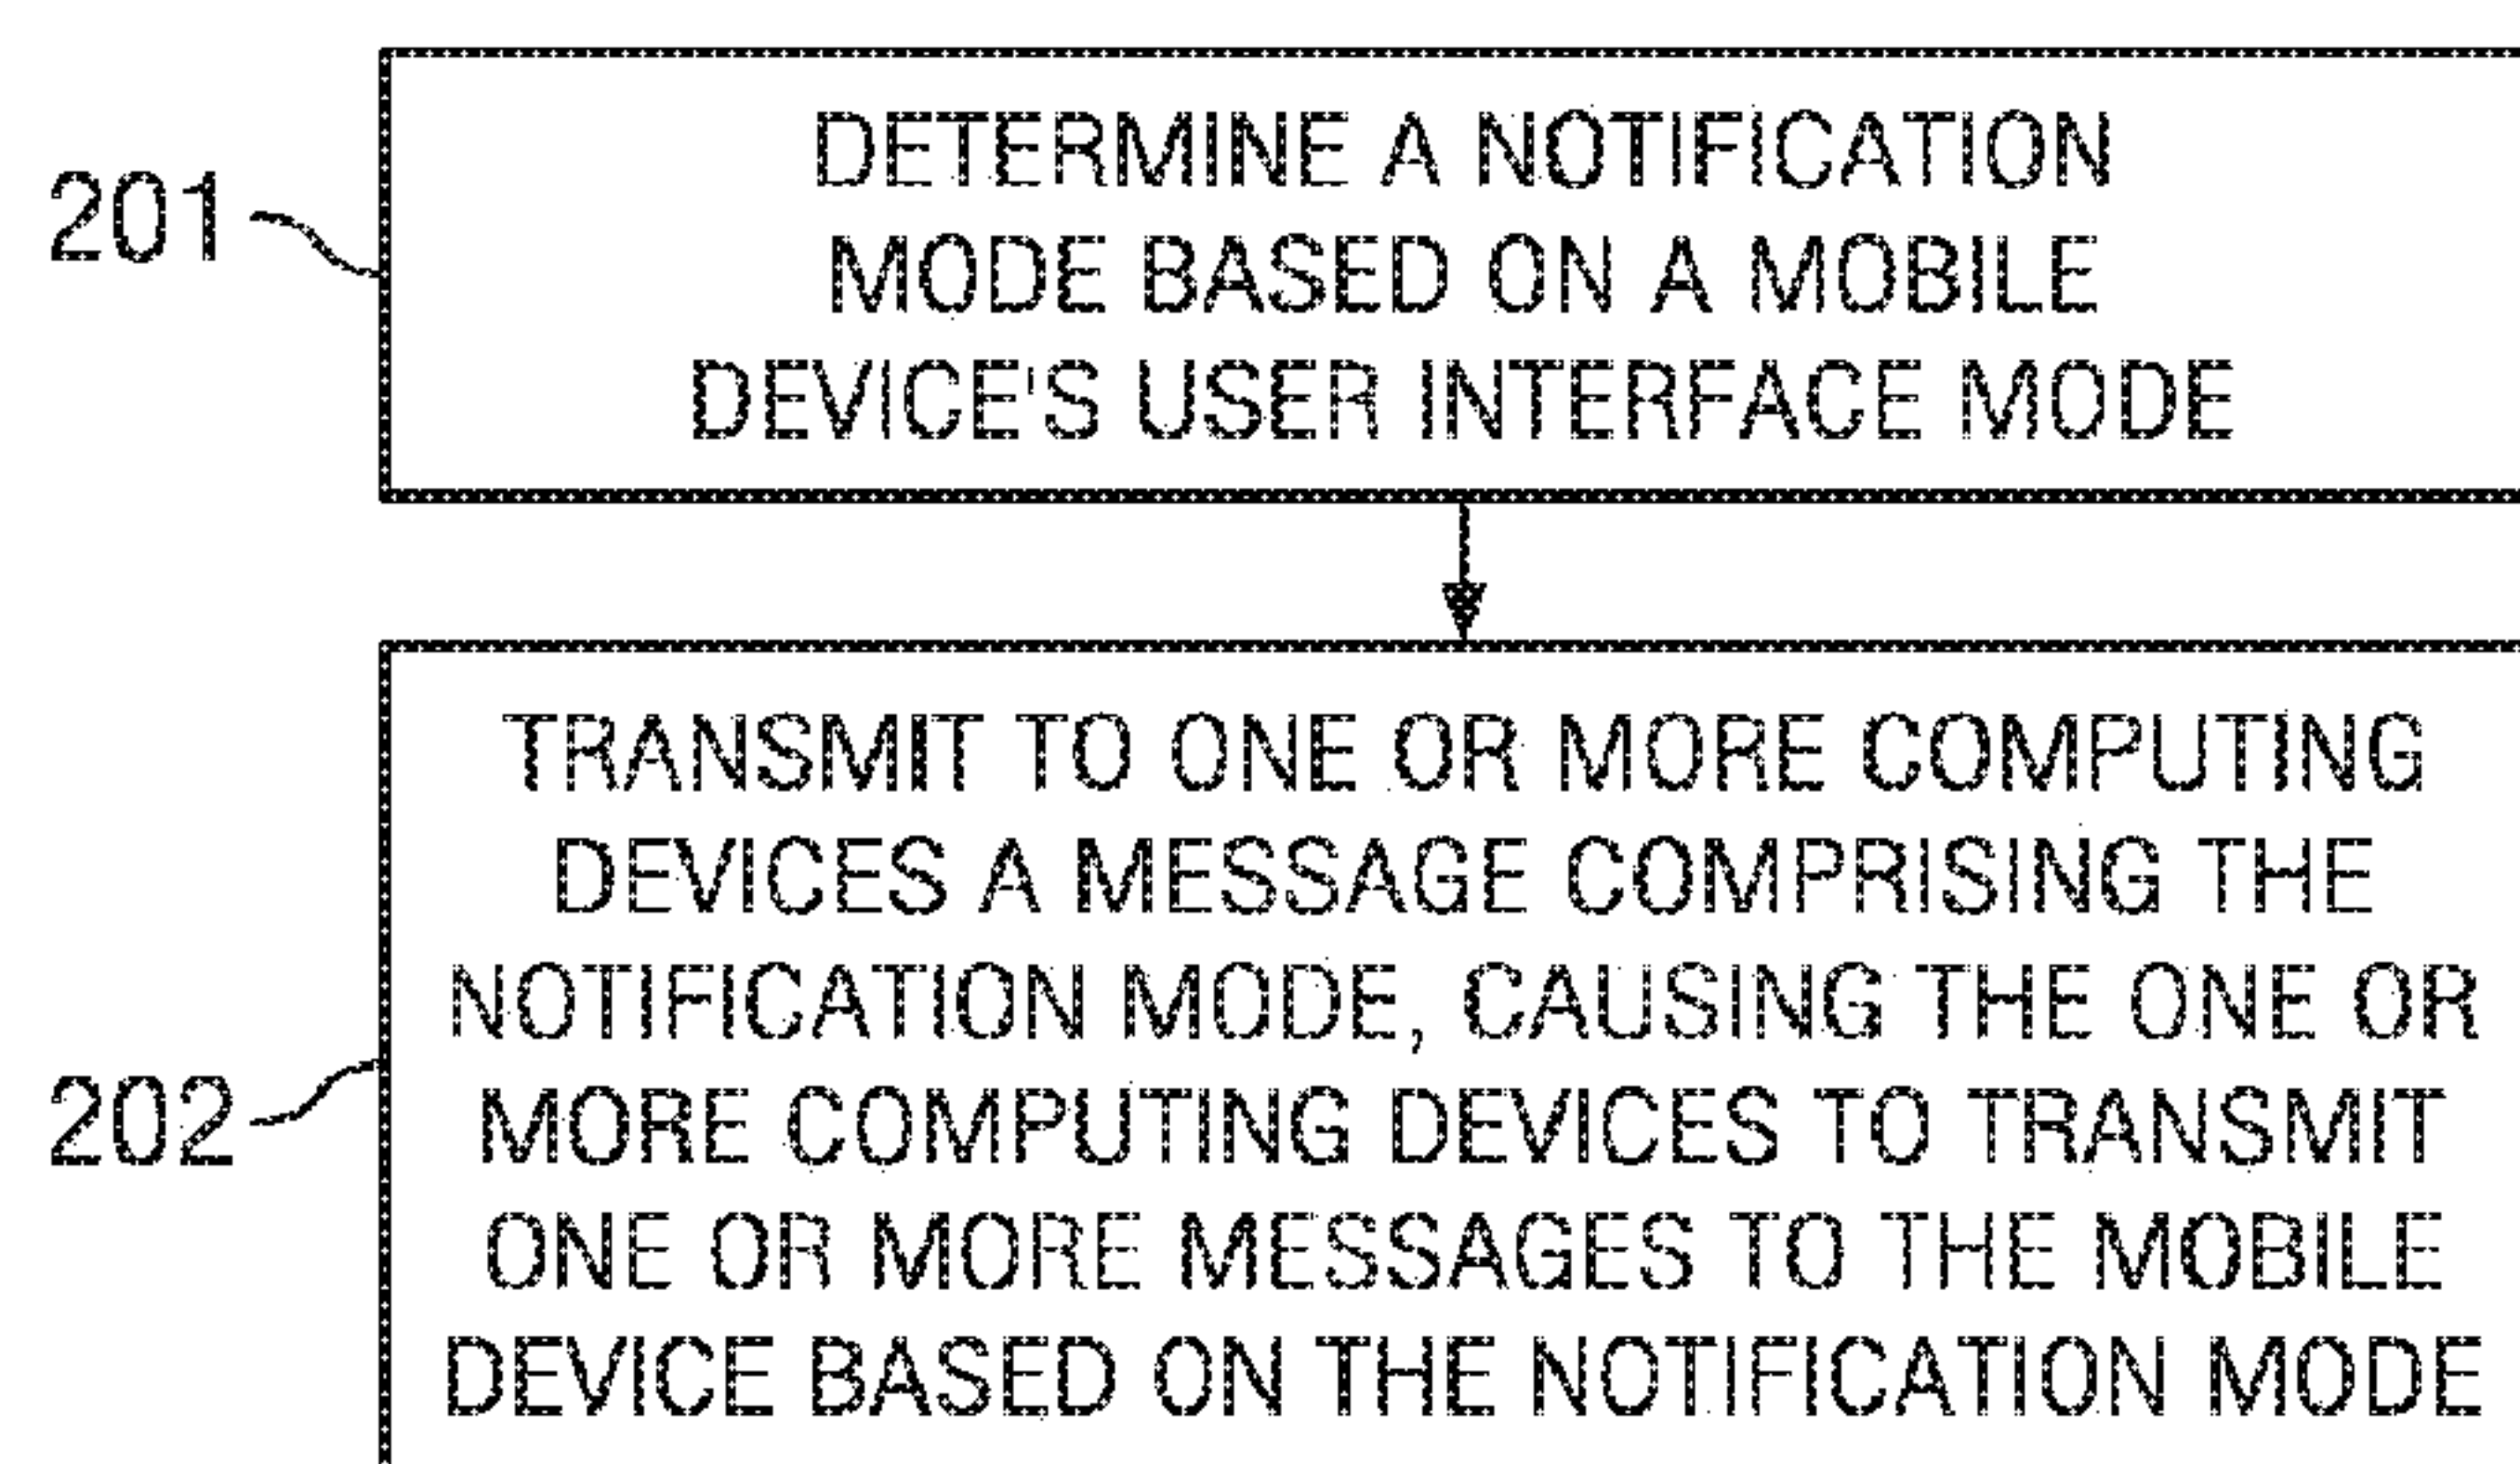 201
DETERMINE A NOTIFICATION
MODE BASED ON A MOBILE
DEVICE'S USER INTERFACE MODE
TRANSMIT TO ONE OR MORE COMPUTING
DEVICES A MESSAGE COMPRISING THE
NOTIFICATION MODE, CAUSING THE ONE OR
202
MORE COMPUTING DEVICES TO TRANSMIT
ONE OR MORE MESSAGES TO THE MOBILE
DEVICE BASED ON THE NOTIFICATION MODE